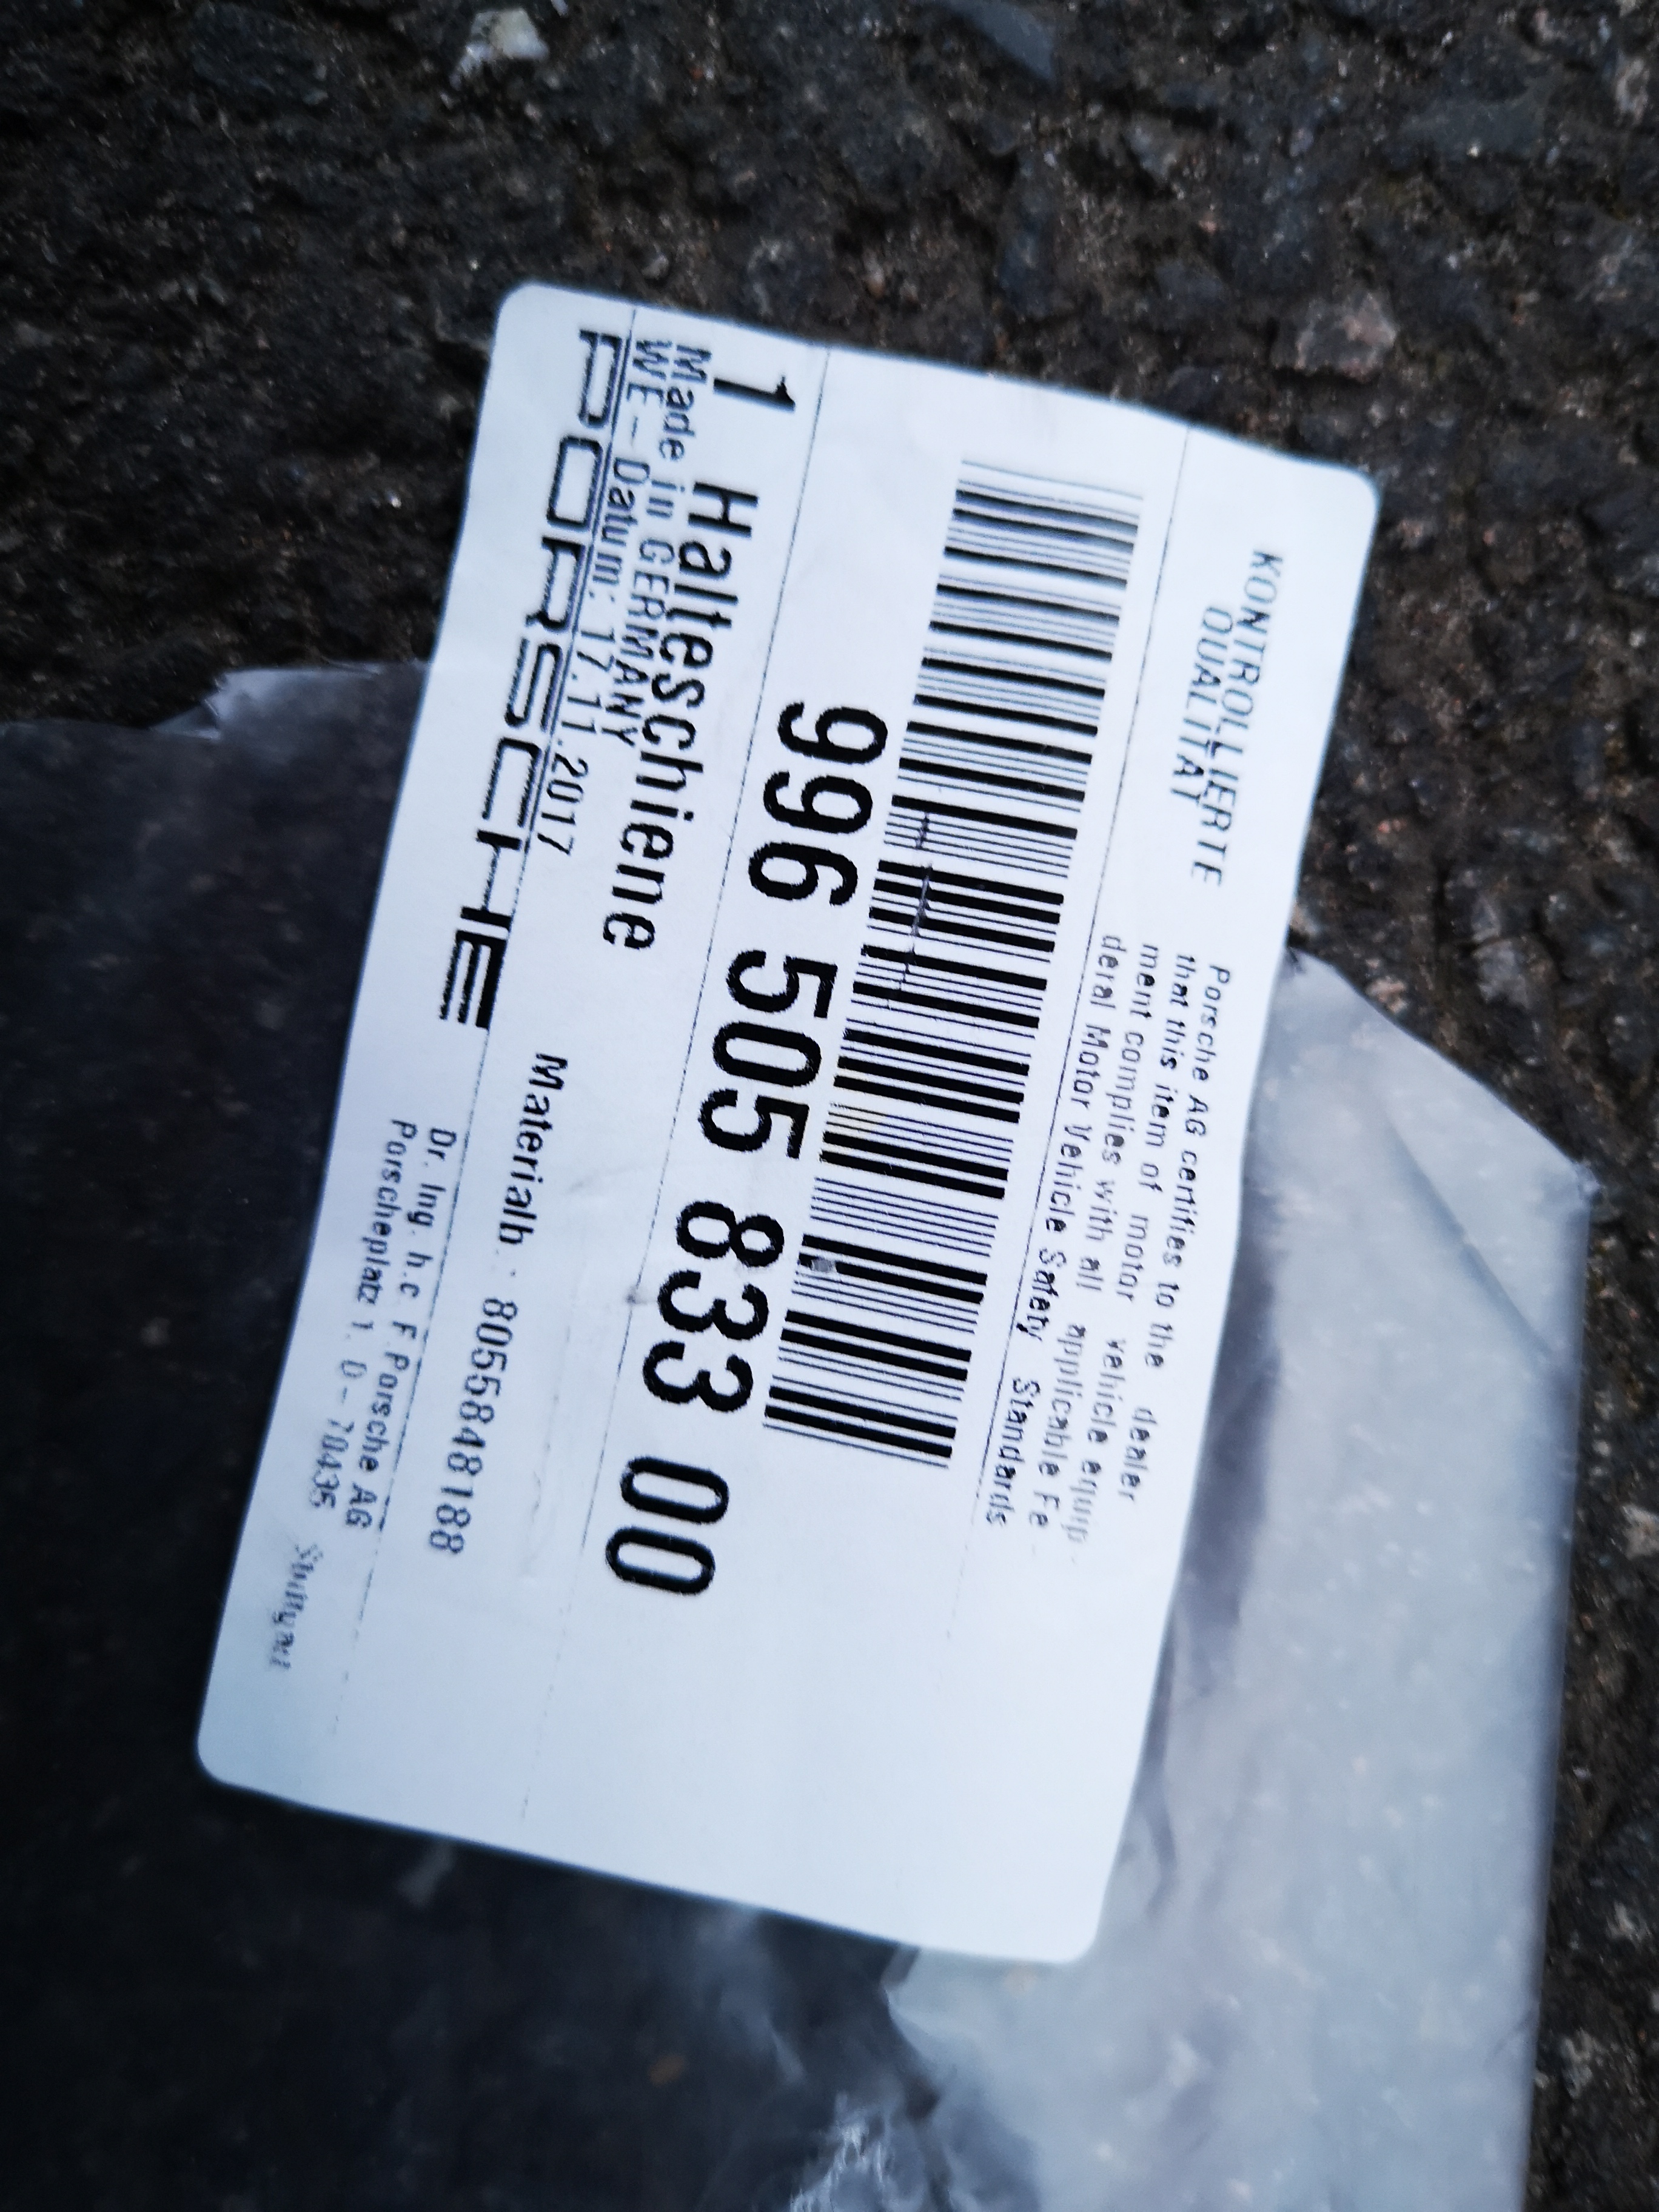 KONTROLLIERTE
QUALITÄT
Porsche AG certifies to the dealer
that this item of motor vehicle equip-
ment complies with all applicable Fe
deral Motor Vehicle Safety Standards
996 505 833 00
1 Halteschiene
Made in GERMANY
WE-Datum: 17.11.2017
Materialb.: 8055848188
PORSCHE
Dr. Ing. h.c. F. Porsche AG
Porscheplatz 1. D-70435 Stuttgart